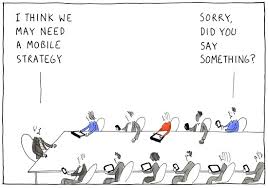 I THINK WE
MAY NEED
A MOBILE
STRATEGY
SORRY,
DID YOU
SAY
SOMETHING?